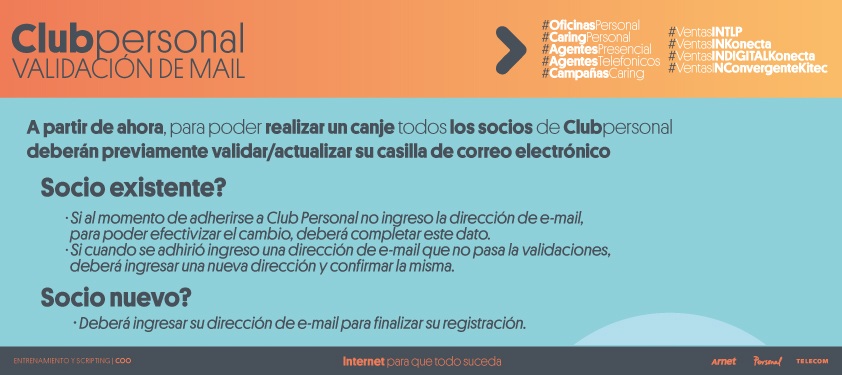 Clubpersonal
VALIDACIÓN DE MAIL
#OficinasPersonal
#CaringPersonal
#AgentesPresencial
#AgentesTelefonicos
#CampañasCaring
#VentasINTLP
#VentasINKonecta
#VentasINDIGITALKonecta
#VentasINConvergenteKitec
A partir de ahora, para poder realizar un canje todos los socios de Clubpersonal
deberán previamente validar/actualizar su casilla de correo electrónico
Socio existente?
· Si al momento de adherirse a Club Personal no ingreso la dirección de e-mail,
para poder efectivizar el cambio, deberá completar este dato.
· Si cuando se adhirió ingreso una dirección de e-mail que no pasa la validaciones,
deberá ingresar una nueva dirección y confirmar la misma.
Socio nuevo?
· Deberá ingresar su dirección de e-mail para finalizar su registración.
ENTRENAMIENTO Y SCRIPTING | COO
Internet para que todo suceda
Arnet Personal TELECOM